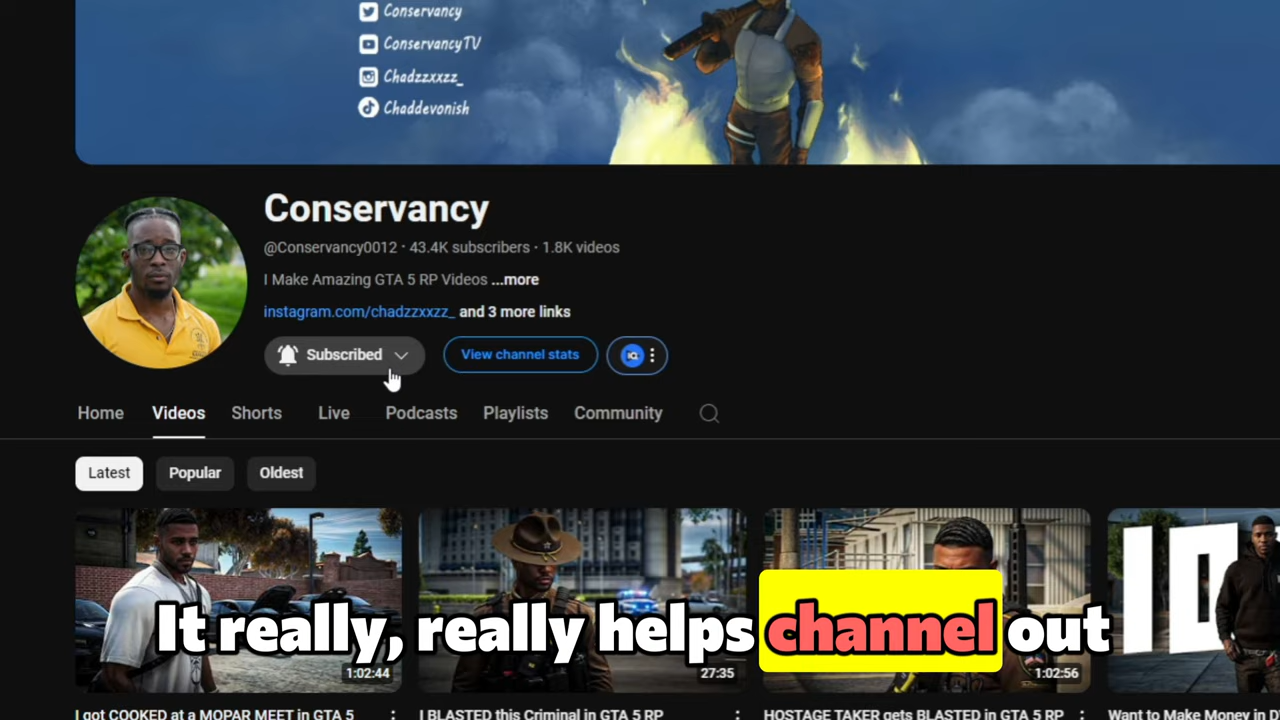 Conservancy
ConservancyTV
Chadzzxxzz_
Chaddevonish
Conservancy
@Conservancy0012 · 43.4K subscribers · 1.8K videos
I Make Amazing GTA 5 RP Videos ...more
instagram.com/chadzzxxzz_ and 3 more links
Subscribed
View channel stats
IQ
Home Videos Shorts Live Podcasts Playlists Community
Latest Popular Oldest
It really, really helps channel out
1:02:44 27:35 1:02:56
I got COOKED at a MOPAR MEET in GTA 5
I BLASTED this Criminal in GTA 5 RP
HOSTAGE TAKER gets BLASTED in GTA 5 RP
Want to Make Money in